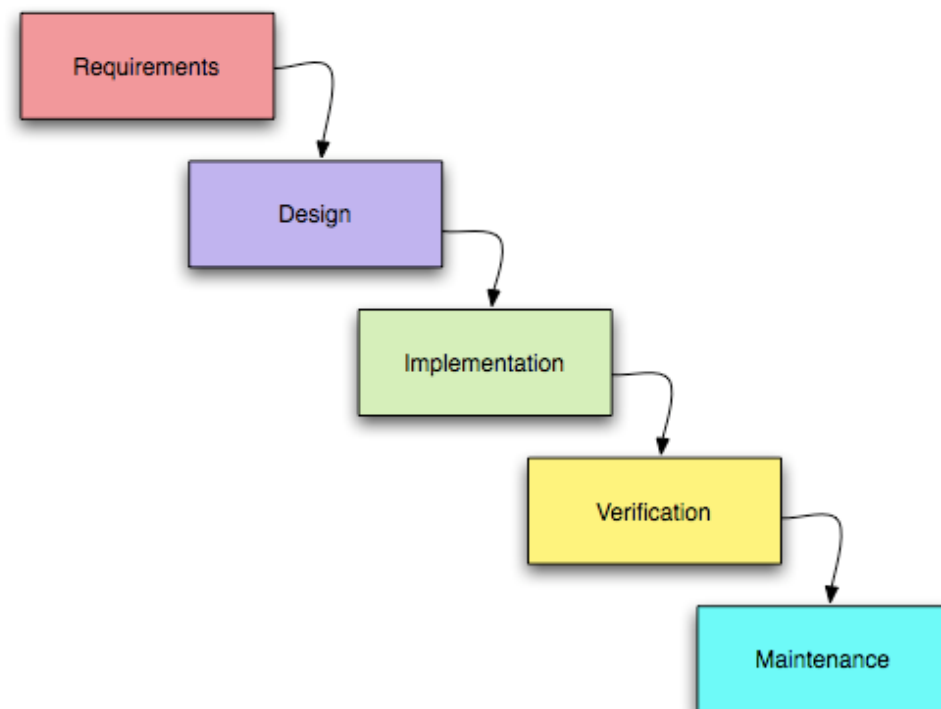 Requirements
Design
Implementation
Verification
Maintenance